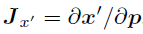 J_{x′} = ∂x′/∂p